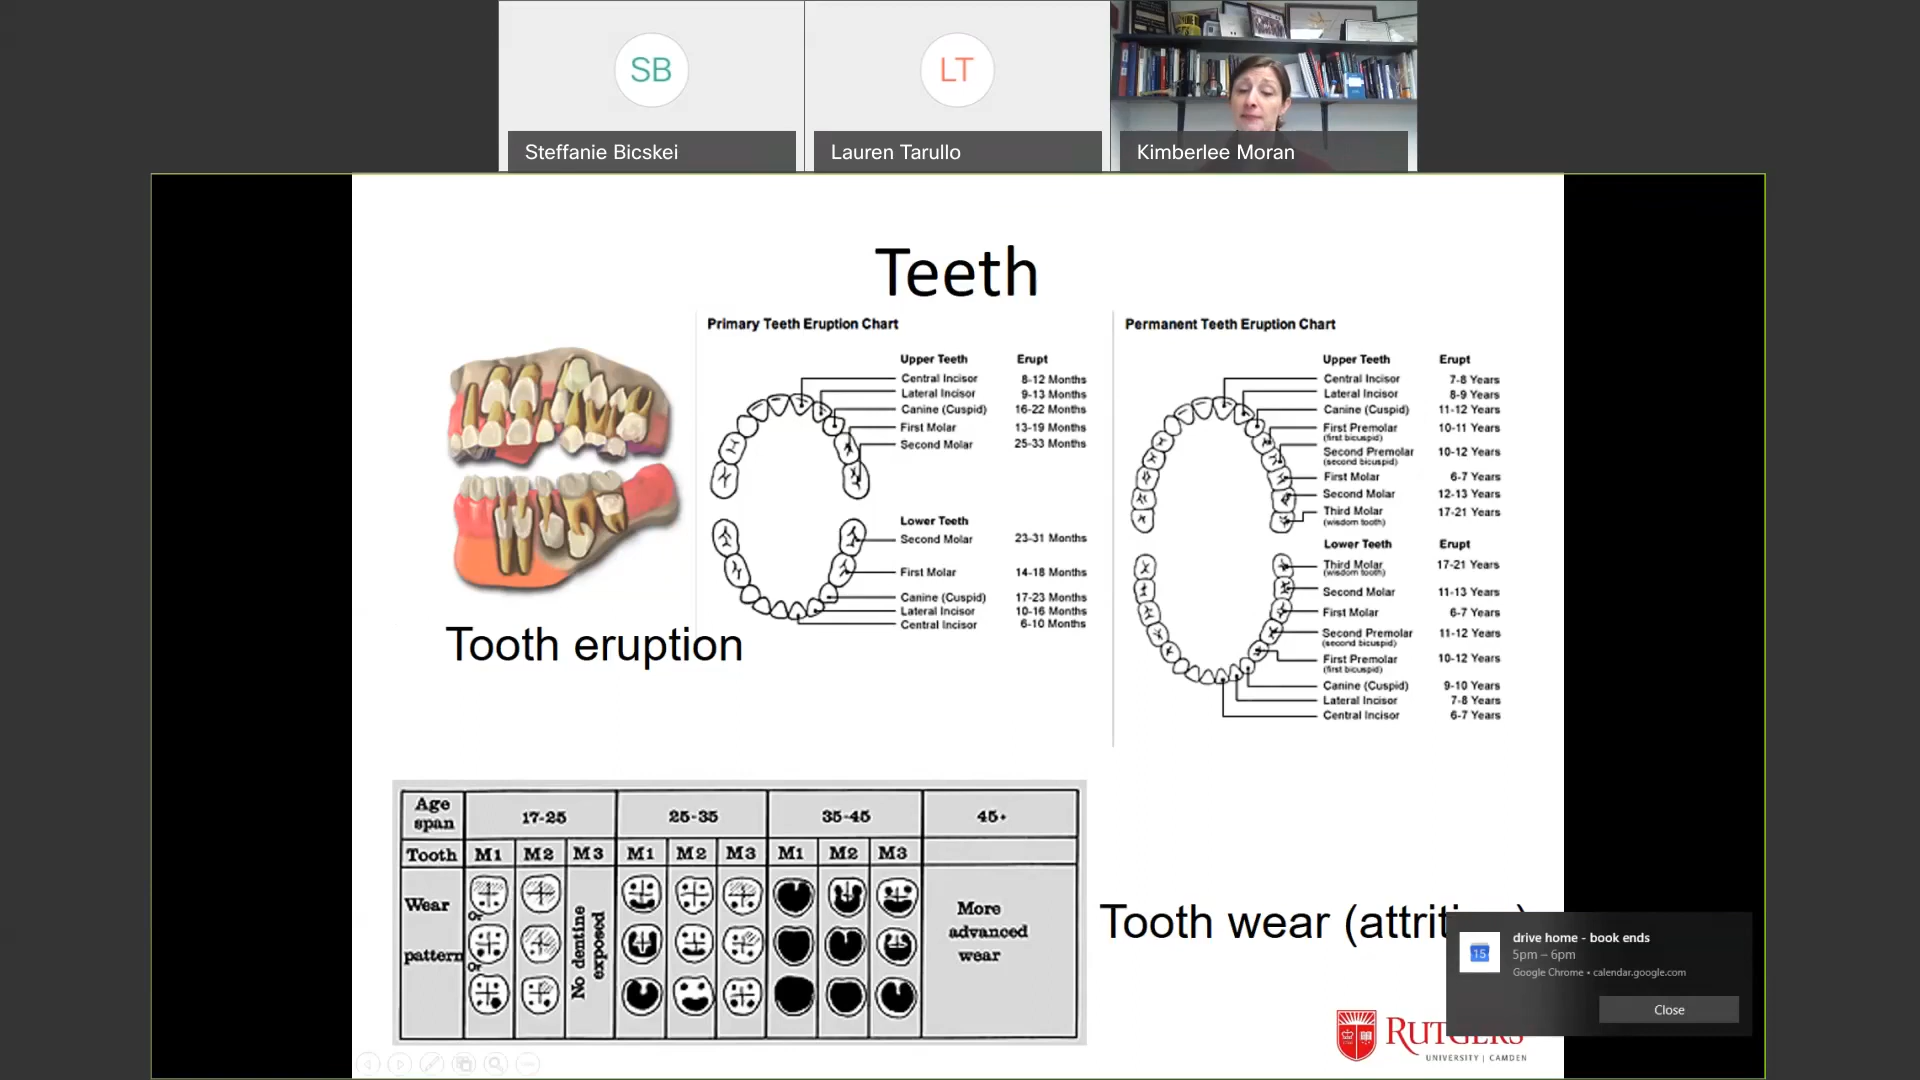 SB
LT
Steffanie Bicskei
Lauren Tarullo
Kimberlee Moran
Teeth
Primary Teeth Eruption Chart
Upper Teeth Erupt
Central Incisor 8-12 Months
Lateral Incisor 9-13 Months
Canine (Cuspid) 16-22 Months
First Molar 13-19 Months
Second Molar 25-33 Months
Lower Teeth
Second Molar 23-31 Months
First Molar 14-18 Months
Canine (Cuspid) 17-23 Months
Lateral Incisor 10-16 Months
Central Incisor 6-10 Months
Permanent Teeth Eruption Chart
Upper Teeth Erupt
Central Incisor 7-8 Years
Lateral Incisor 8-9 Years
Canine (Cuspid) 11-12 Years
First Premolar 10-11 Years
(first bicuspid)
Second Premolar 10-12 Years
(second bicuspid)
First Molar 6-7 Years
Second Molar 12-13 Years
Third Molar 17-21 Years
(wisdom tooth)
Lower Teeth Erupt
Third Molar 17-21 Years
(wisdom tooth)
Second Molar 11-13 Years
First Molar 6-7 Years
Second Premolar 11-12 Years
(second bicuspid)
First Premolar 10-12 Years
(first bicuspid)
Canine (Cuspid) 9-10 Years
Lateral Incisor 7-8 Years
Central Incisor 6-7 Years
Tooth eruption
Age span 17-25 25-35 35-45 45+
Tooth M1 M2 M3 M1 M2 M3 M1 M2 M3
Wear
Or
pattern
Or
No dentine
exposed
More
advanced
wear
Tooth wear (attrit
drive home - book ends
15
5pm – 6pm
Google Chrome • calendar.google.com
Close
RUTGERS
UNIVERSITY | CAMDEN